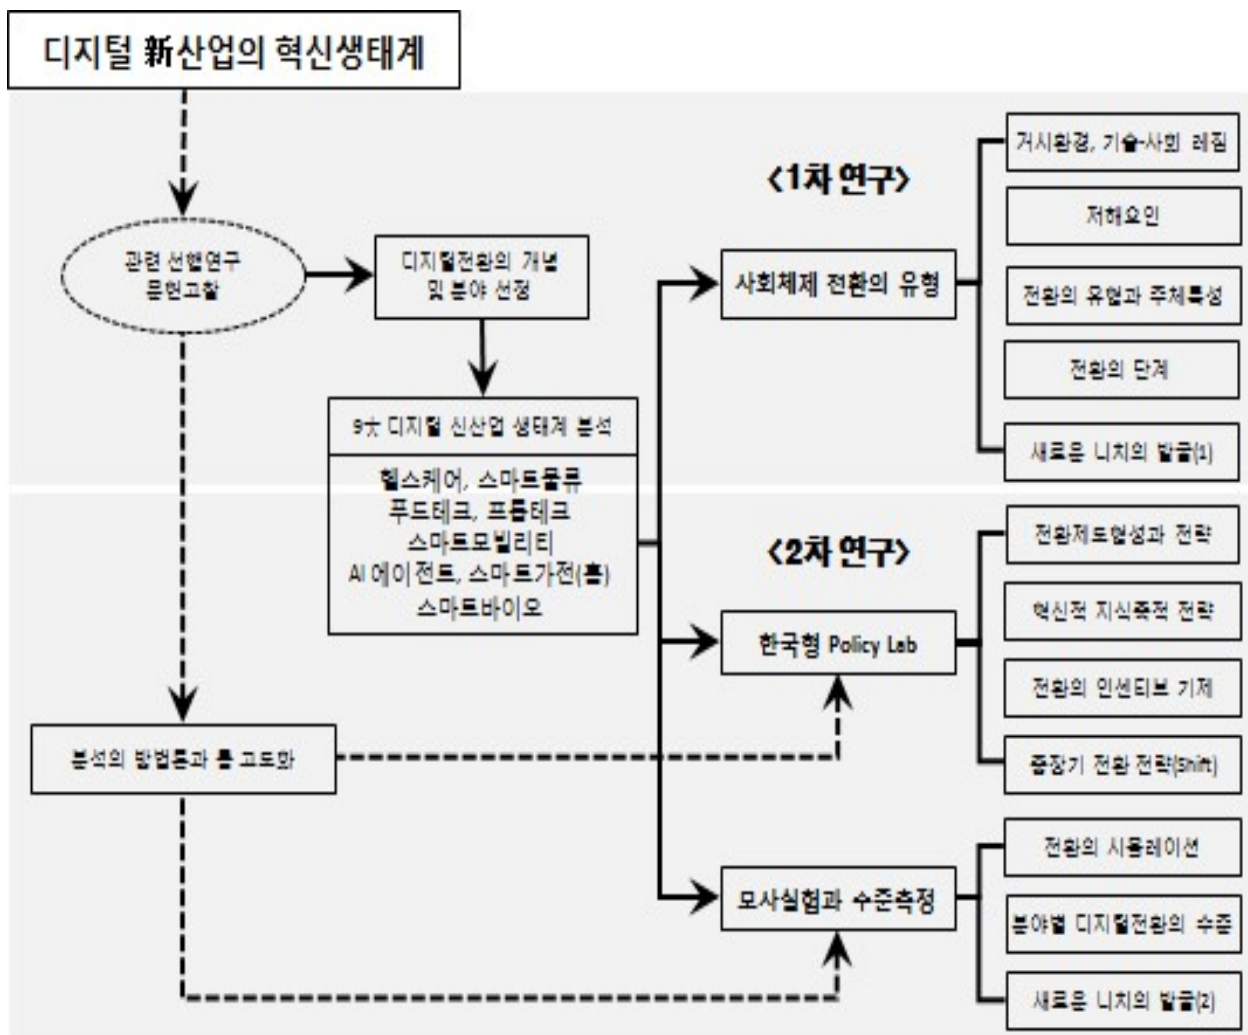 디지털 新산업의 혁신생태계
<1차 연구>
관련 선행연구
문헌고찰
디지털전환의 개념
및 분야 선정
9大 디지털 신산업 생태계 분석
헬스케어, 스마트물류
푸드테크, 프롭테크
스마트모빌리티
AI 에이전트, 스마트가전(홈)
스마트바이오
사회체제 전환의 유형
거시환경, 기술-사회 레짐
저해요인
전환의 유형과 주체특성
전환의 단계
새로운 니치의 발굴(1)
<2차 연구>
분석의 방법론과 툴 고도화
한국형 Policy Lab
전환제도형성과 전략
혁신적 지식축적 전략
전환의 인센티브 기제
중장기 전환 전략(Shift)
모사실험과 수준측정
전환의 시뮬레이션
분야별 디지털전환의 수준
새로운 니치의 발굴(2)